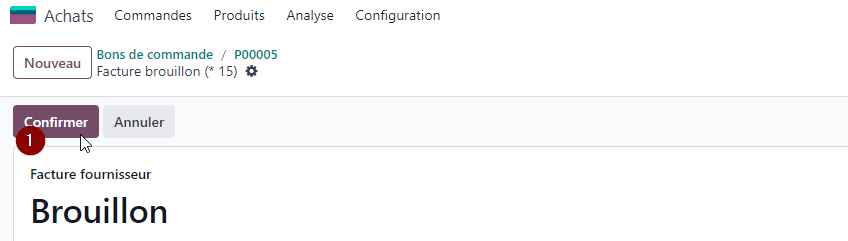 Achats Commandes Produits Analyse Configuration
Nouveau
Bons de commande / P00005
Facture brouillon (* 15)
Confirmer Annuler
1
Facture fournisseur
Brouillon